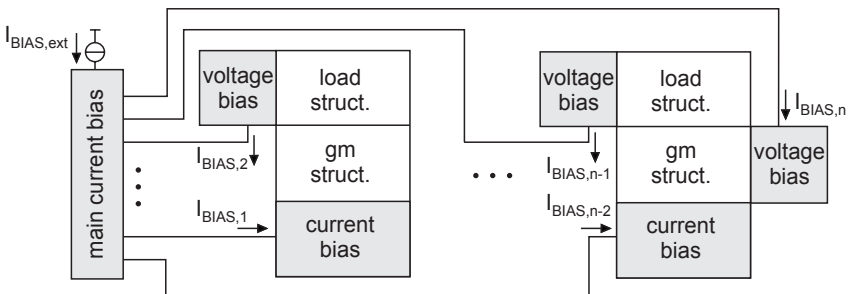 I_BIAS,ext
main current bias
voltage
bias
load
struct.
I_BIAS,2
gm
struct.
I_BIAS,1
current
bias
. . .
voltage
bias
load
struct.
I_BIAS,n
I_BIAS,n-1
gm
struct.
voltage
bias
I_BIAS,n-2
current
bias